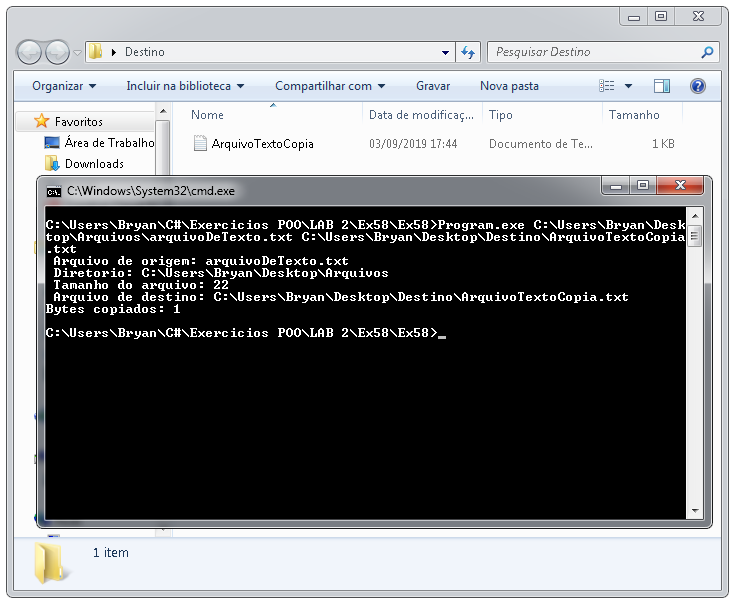 Destino
Pesquisar Destino
Organizar Incluir na biblioteca Compartilhar com Gravar Nova pasta
Favoritos
Área de Trabalho
Downloads
Nome Data de modificaç... Tipo Tamanho
ArquivoTextoCopia 03/09/2019 17:44 Documento de Te... 1 KB
C:\Windows\System32\cmd.exe
C:\Users\Bryan\C#\Exercicios POO\LAB 2\Ex58\Ex58>Program.exe C:\Users\Bryan\Desk
top\Arquivos\arquivoDeTexto.txt C:\Users\Bryan\Desktop\Destino\ArquivoTextoCopia
.txt
Arquivo de origem: arquivoDeTexto.txt
Diretorio: C:\Users\Bryan\Desktop\Arquivos
Tamanho do arquivo: 22
Arquivo de destino: C:\Users\Bryan\Desktop\Destino\ArquivoTextoCopia.txt
Bytes copiados: 1
C:\Users\Bryan\C#\Exercicios POO\LAB 2\Ex58\Ex58>_
1 item